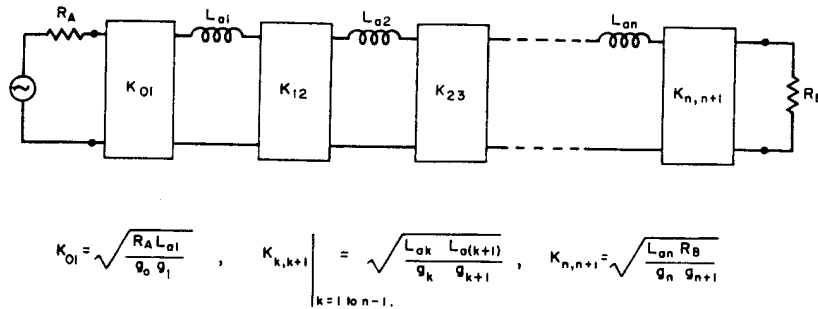 R_A L_a1 L_a2 L_an
K_01 K_12 K_23 K_n,n+1 R_B
K_01 = √(R_A L_a1 / g_0 g_1) , K_k,k+1 |k=1 to n-1. = √(L_ak L_a(k+1) / g_k g_k+1) , K_n,n+1 = √(L_an R_B / g_n g_n+1)